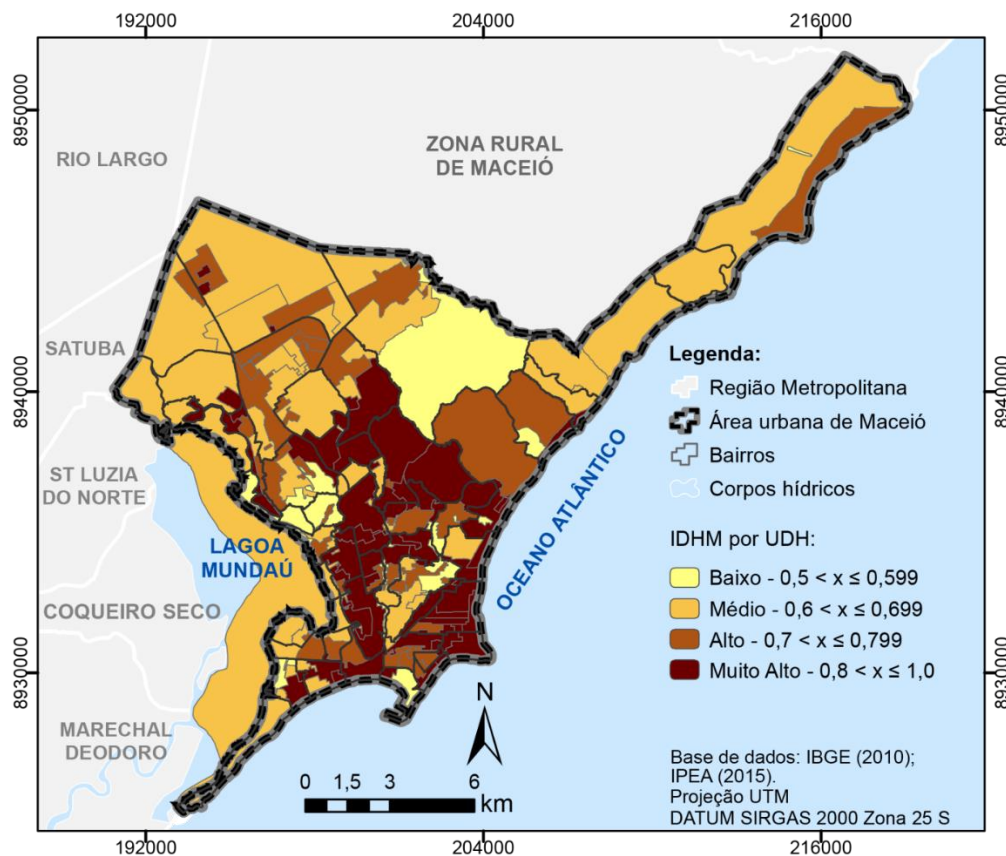 192000
204000
216000
8950000
8950000
RIO LARGO
ZONA RURAL
DE MACEIÓ
SATUBA
8940000
8940000
ST LUZIA
DO NORTE
LAGOA
MUNDAÚ
OCEANO ATLÂNTICO
COQUEIRO SECO
8930000
8930000
MARECHAL
DEODORO
Legenda:
Região Metropolitana
Área urbana de Maceió
Bairros
Corpos hídricos
IDHM por UDH:
Baixo - 0,5 < x ≤ 0,599
Médio - 0,6 < x ≤ 0,699
Alto - 0,7 < x ≤ 0,799
Muito Alto - 0,8 < x ≤ 1,0
N
0 1,5 3 6
km
Base de dados: IBGE (2010);
IPEA (2015).
Projeção UTM
DATUM SIRGAS 2000 Zona 25 S
192000
204000
216000